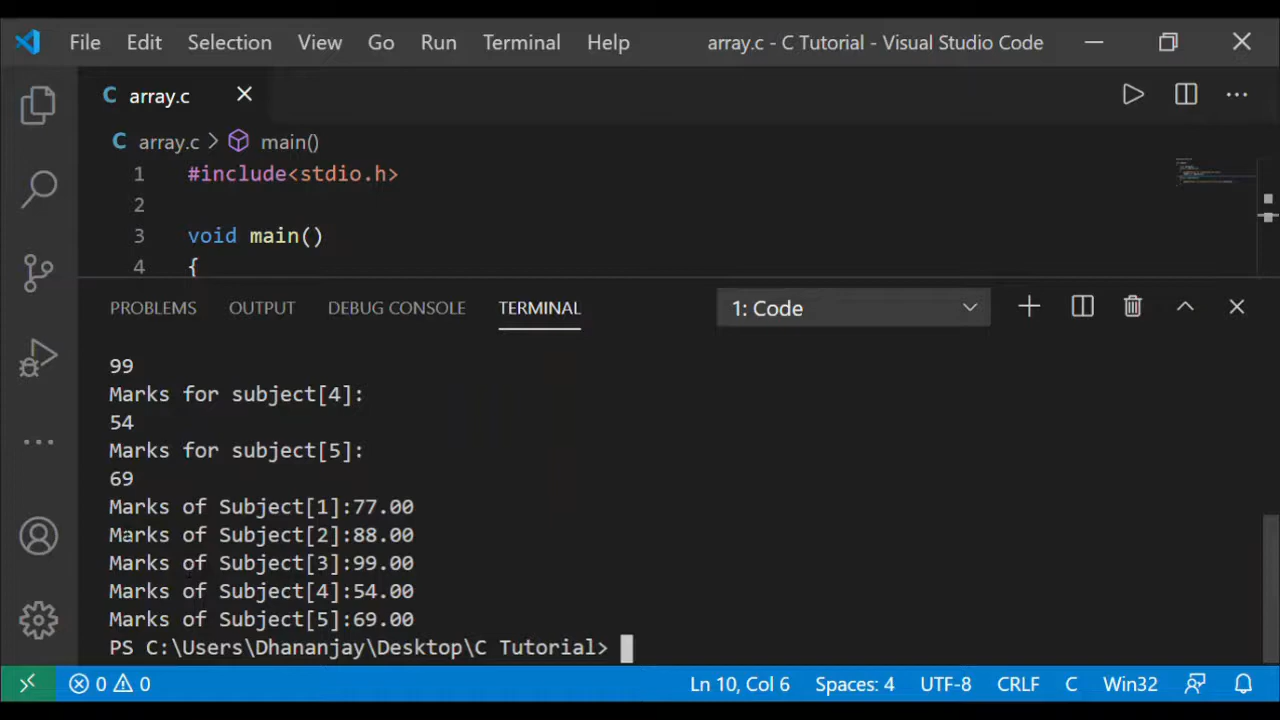 File Edit Selection View Go Run Terminal Help array.c - C Tutorial - Visual Studio Code
C array.c
C array.c > main()
1 #include<stdio.h>
2
3 void main()
4 {
PROBLEMS OUTPUT DEBUG CONSOLE TERMINAL 1: Code
99
Marks for subject[4]:
54
Marks for subject[5]:
69
Marks of Subject[1]:77.00
Marks of Subject[2]:88.00
Marks of Subject[3]:99.00
Marks of Subject[4]:54.00
Marks of Subject[5]:69.00
PS C:\Users\Dhananjay\Desktop\C Tutorial>
0 0 Ln 10, Col 6 Spaces: 4 UTF-8 CRLF C Win32